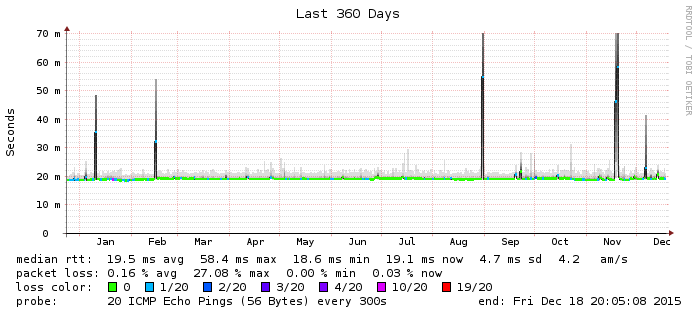 Last 360 Days
RRDTOOL / TOBI OETIKER
Seconds
70 m
60 m
50 m
40 m
30 m
20 m
10 m
0
Jan Feb Mar Apr May Jun Jul Aug Sep Oct Nov Dec
median rtt: 19.5 ms avg 58.4 ms max 18.6 ms min 19.1 ms now 4.7 ms sd 4.2 am/s
packet loss: 0.16 % avg 27.08 % max 0.00 % min 0.03 % now
loss color: 0 1/20 2/20 3/20 4/20 10/20 19/20
probe: 20 ICMP Echo Pings (56 Bytes) every 300s end: Fri Dec 18 20:05:08 2015